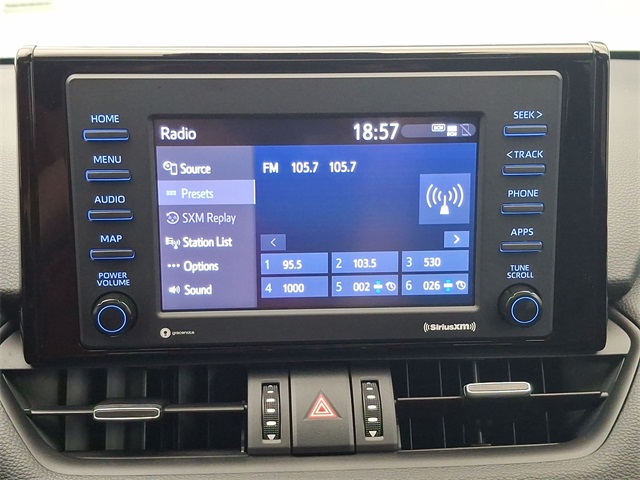 HOME
MENU
AUDIO
MAP
POWER
VOLUME
Radio
18:57
Source
Presets
SXM Replay
Station List
Options
Sound
FM 105.7 105.7
<
>
1 95.5
2 103.5
3 530
4 1000
5 002
6 026
SEEK >
< TRACK
PHONE
APPS
TUNE
SCROLL
gracenote
((SiriusXM))